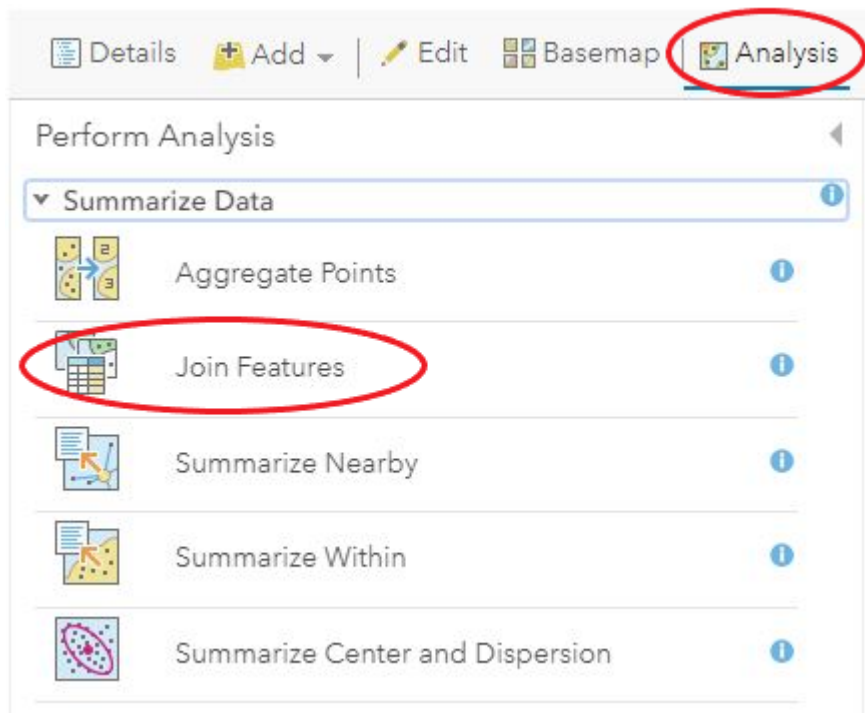 Details Add Edit Basemap Analysis
Perform Analysis
Summarize Data
Aggregate Points
Join Features
Summarize Nearby
Summarize Within
Summarize Center and Dispersion